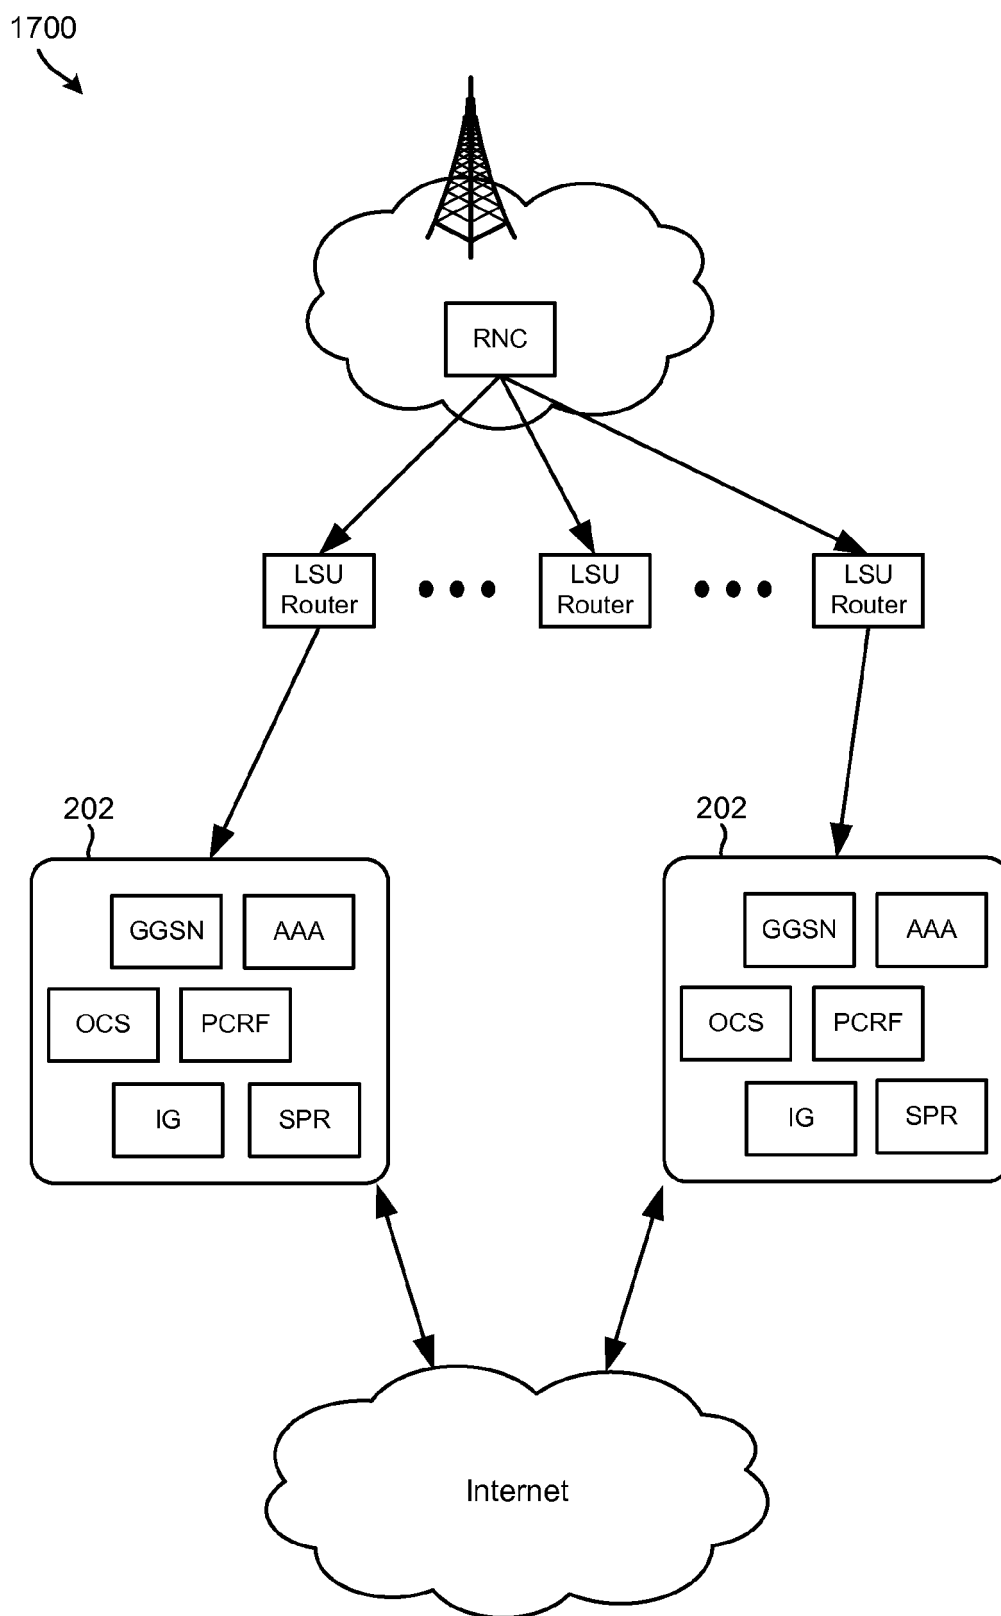 1700
RNC
LSU
Router
LSU
Router
LSU
Router
202
202
GGSN
AAA
OCS
PCRF
IG
SPR
GGSN
AAA
OCS
PCRF
IG
SPR
Internet